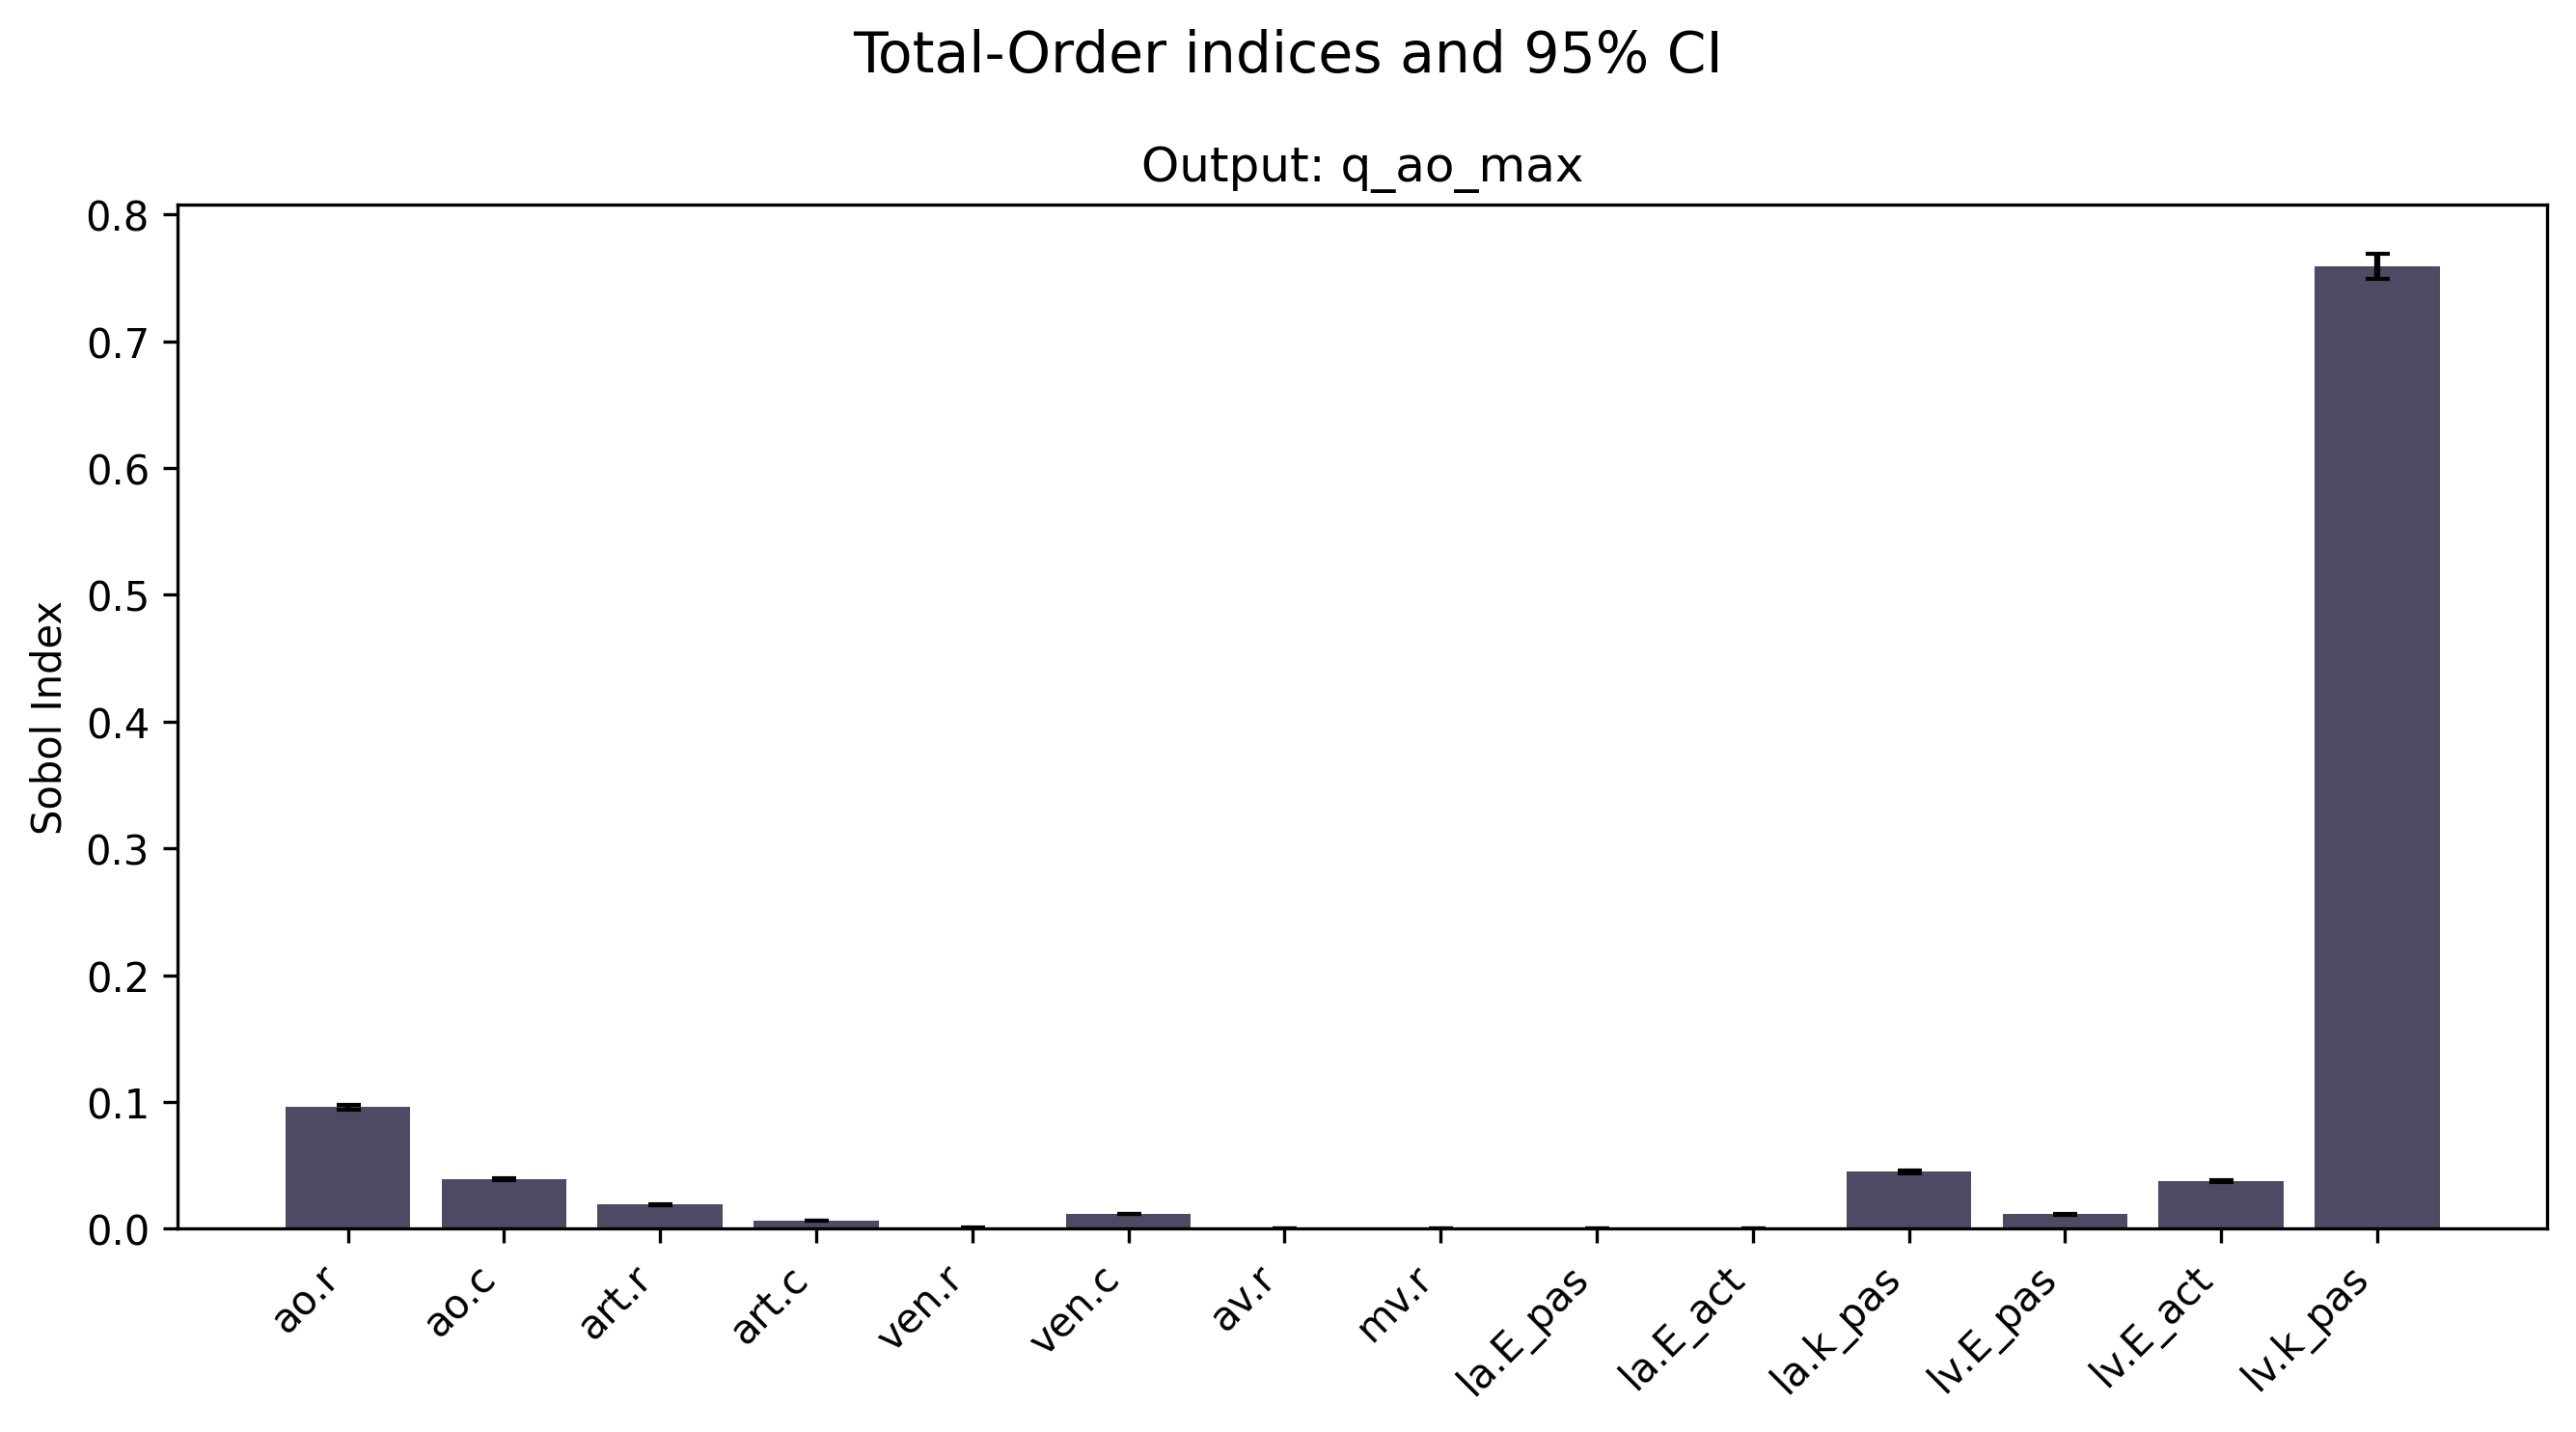 Total-Order indices and 95% CI
Output: q_ao_max
Sobol Index
0.8
0.7
0.6
0.5
0.4
0.3
0.2
0.1
0.0
ao.r
ao.c
art.r
art.c
ven.r
ven.c
av.r
mv.r
la.E_pas
la.E_act
la.k_pas
lv.E_pas
lv.E_act
lv.k_pas